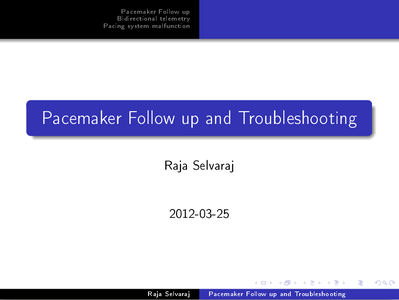 Pacemaker Follow up
Bi-directional telemetry
Pacing system malfunction
Pacemaker Follow up and Troubleshooting
Raja Selvaraj
2012-03-25
Raja Selvaraj Pacemaker Follow up and Troubleshooting